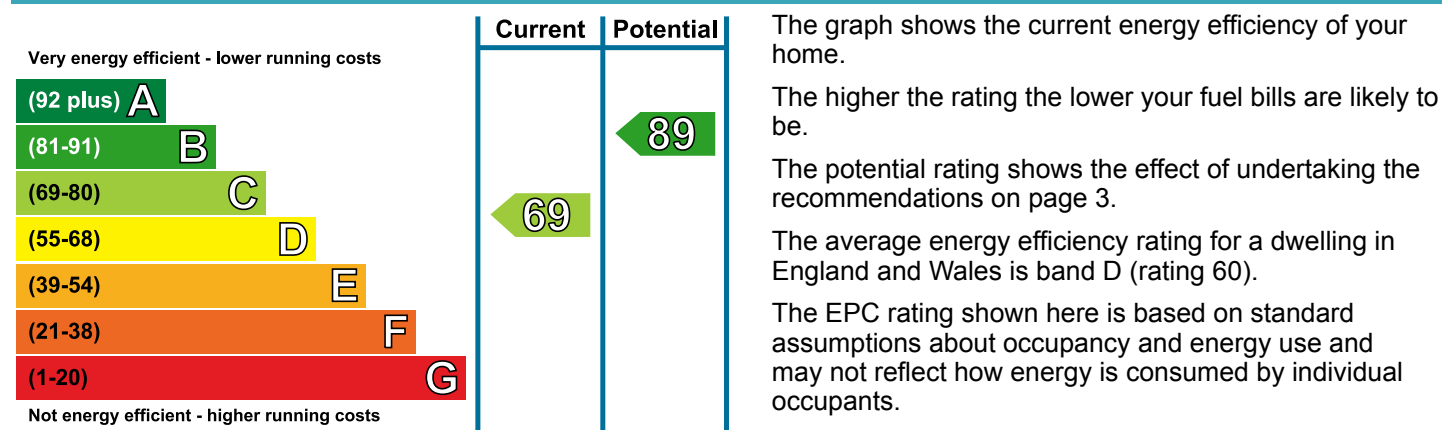 Current Potential
Very energy efficient - lower running costs
(92 plus) A
(81-91) B
(69-80) C
(55-68) D
(39-54) E
(21-38) F
(1-20) G
Not energy efficient - higher running costs
69
89
The graph shows the current energy efficiency of your
home.
The higher the rating the lower your fuel bills are likely to
be.
The potential rating shows the effect of undertaking the
recommendations on page 3.
The average energy efficiency rating for a dwelling in
England and Wales is band D (rating 60).
The EPC rating shown here is based on standard
assumptions about occupancy and energy use and
may not reflect how energy is consumed by individual
occupants.